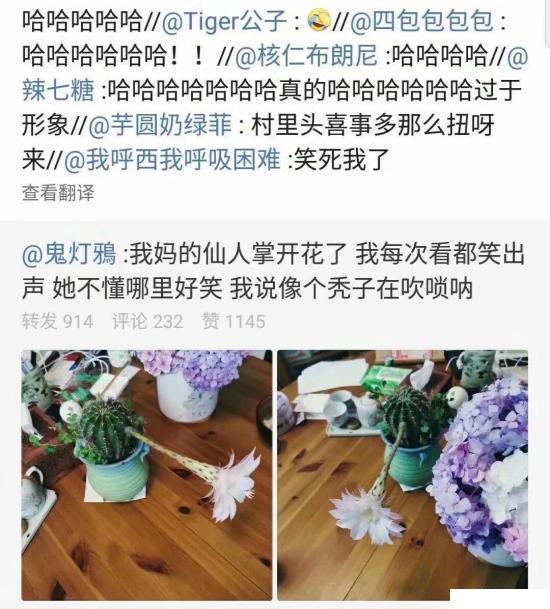 哈哈哈哈哈//@Tiger公子 : 🤣//@四包包包包 :
哈哈哈哈哈哈！！//@核仁布朗尼 :哈哈哈哈//@
辣七糖 :哈哈哈哈哈哈哈真的哈哈哈哈哈哈过于
形象//@芋圆奶绿菲 : 村里头喜事多那么扭呀
来//@我呼西我呼吸困难 :笑死我了
查看翻译
@鬼灯鴉 :我妈的仙人掌开花了 我每次看都笑出
声 她不懂哪里好笑 我说像个秃子在吹唢呐
转发 914 评论 232 赞 1145